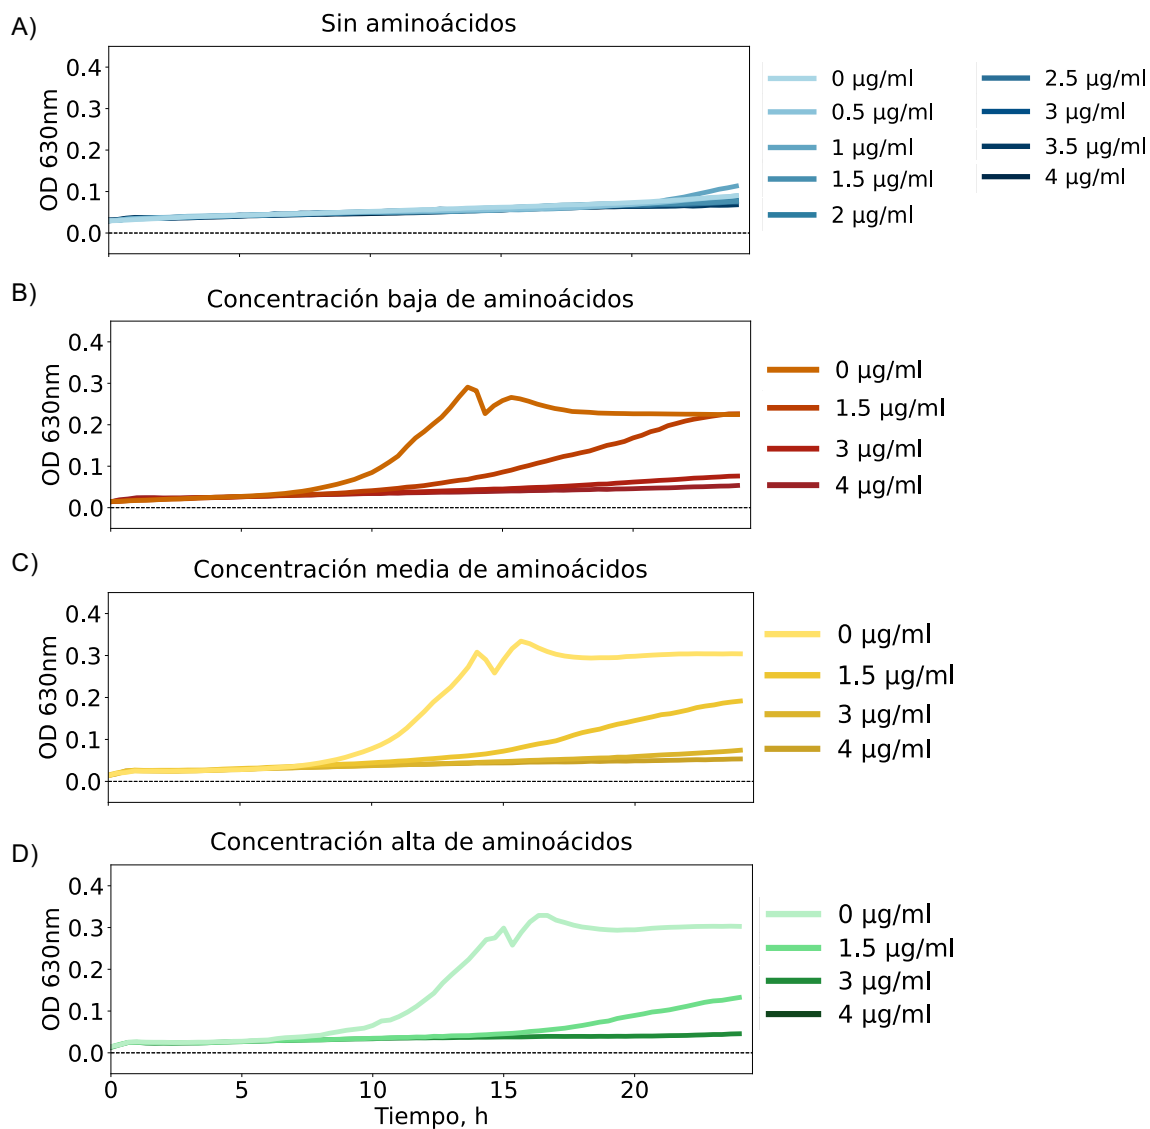 A)
Sin aminoácidos
OD 630nm
0.4
0.3
0.2
0.1
0.0
0 µg/ml
0.5 µg/ml
1 µg/ml
1.5 µg/ml
2 µg/ml
2.5 µg/ml
3 µg/ml
3.5 µg/ml
4 µg/ml
B)
Concentración baja de aminoácidos
OD 630nm
0.4
0.3
0.2
0.1
0.0
0 µg/ml
1.5 µg/ml
3 µg/ml
4 µg/ml
C)
Concentración media de aminoácidos
OD 630nm
0.4
0.3
0.2
0.1
0.0
0 µg/ml
1.5 µg/ml
3 µg/ml
4 µg/ml
D)
Concentración alta de aminoácidos
OD 630nm
0.4
0.3
0.2
0.1
0.0
0 µg/ml
1.5 µg/ml
3 µg/ml
4 µg/ml
0 5 10 15 20
Tiempo, h